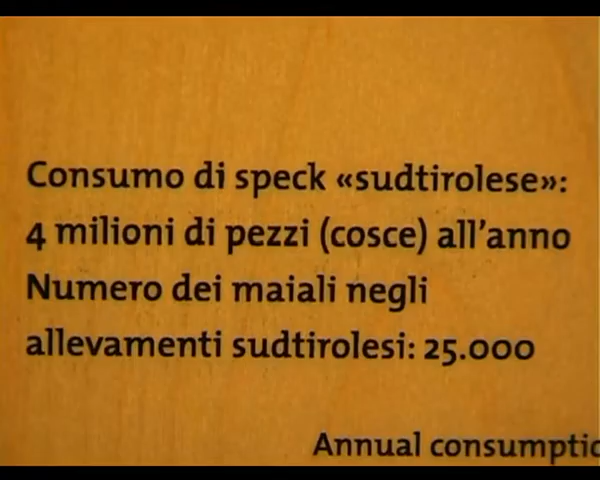 Consumo di speck «sudtirolese»:
4 milioni di pezzi (cosce) all'anno
Numero dei maiali negli
allevamenti sudtirolesi: 25.000
Annual